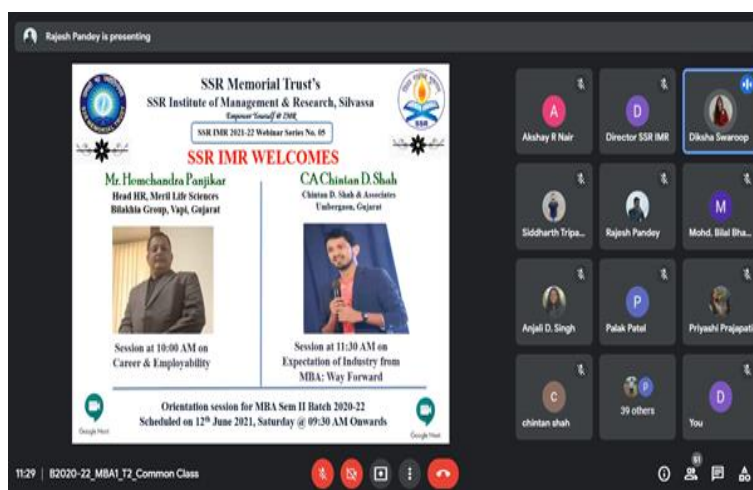 Rajesh Pandey is presenting
SSR Memorial Trust's
SSR Institute of Management & Research, Silvassa
Empower Yourself @ IMR
SSR IMR 2021-22 Webinar Series No. 05
SSR IMR WELCOMES
Mr. Hemchandra Panjikar
Head HR, Meril Life Sciences
Bilakhia Group, Vapi, Gujarat
Session at 10:00 AM on
Career & Employability
CA Chintan D. Shah
Chintan D. Shah & Associates
Umbergaon, Gujarat
Session at 11:30 AM on
Expectation of Industry from
MBA: Way Forward
Orientation session for MBA Sem II Batch 2020-22
Scheduled on 12th June 2021, Saturday @ 09:30 AM Onwards
Google Meet
Google Meet
SSR
A
Akshay R Nair
D
Director SSR IMR
Diksha Swaroop
Siddharth Tripa...
Rajesh Pandey
M
Mohd. Bilal Bha...
Anjali D. Singh
P
Palak Patel
Priyashi Prajapati
c
chintan shah
P
39 others
D
You
11:29 | B2020-22_MBA1_T2_Common Class
51